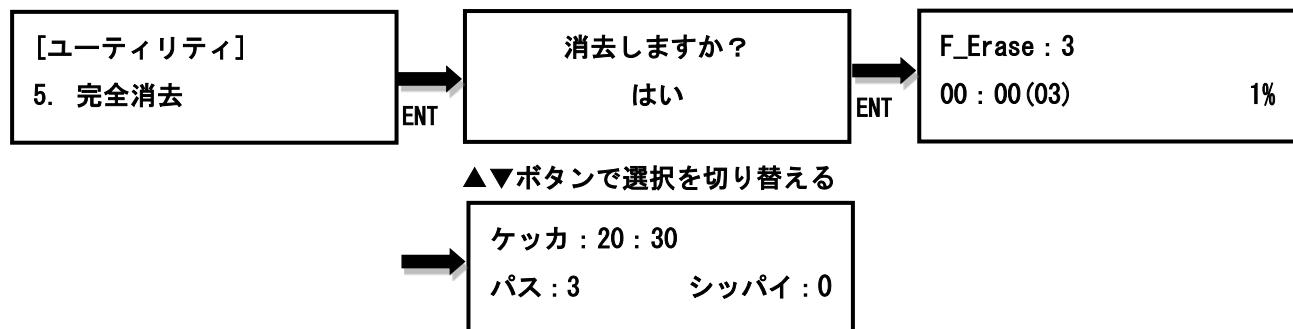 [ユーティリティ]
5. 完全消去
ENT
消去しますか？
はい
ENT
F_Erase：3
00：00(03) 1%
▲▼ボタンで選択を切り替える
ケッカ：20：30
パス：3 シッパイ：0